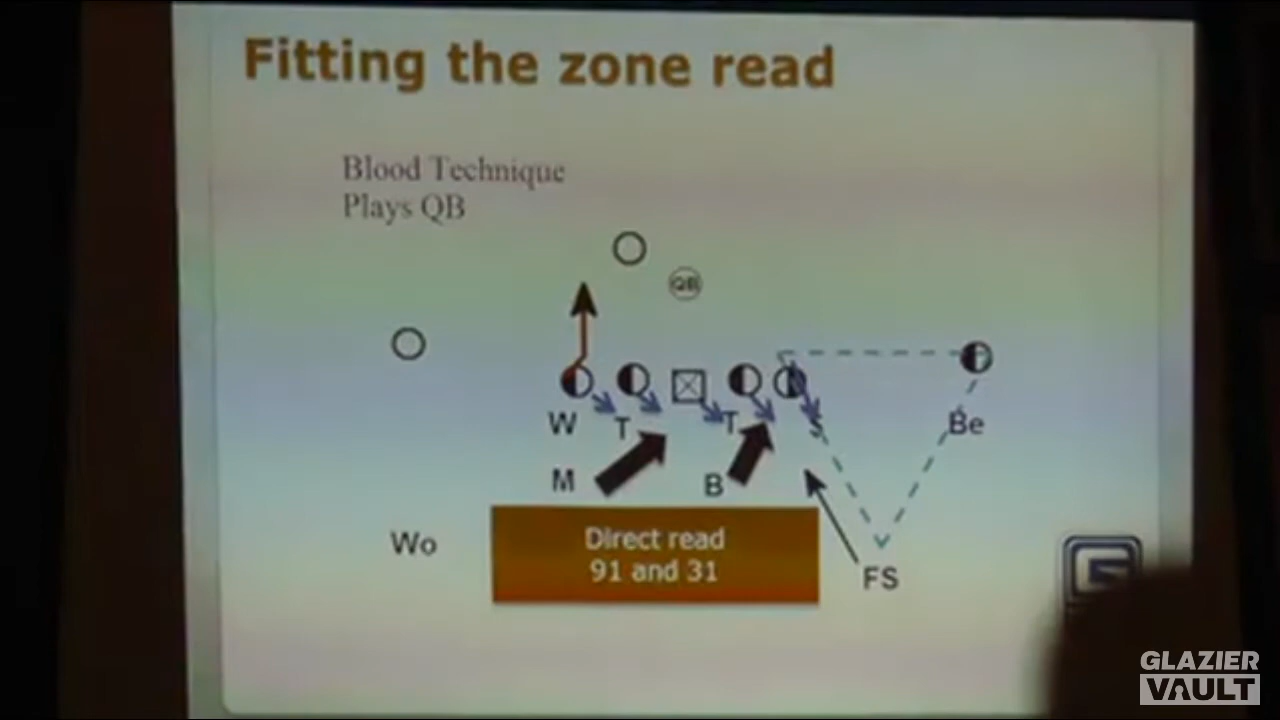 Fitting the zone read
Blood Technique
Plays QB
QB
W
T
T
S
Be
M
B
Wo
Direct read
91 and 31
FS
GLAZIER
VAULT